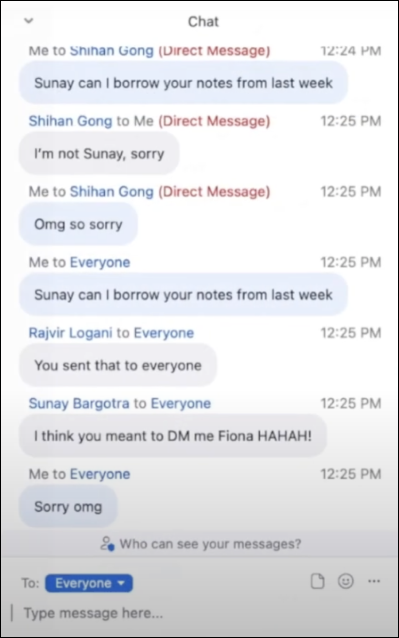 Chat
Me to Shihan Gong (Direct Message) 12:24 PM
Sunay can I borrow your notes from last week
Shihan Gong to Me (Direct Message) 12:25 PM
I'm not Sunay, sorry
Me to Shihan Gong (Direct Message) 12:25 PM
Omg so sorry
Me to Everyone 12:25 PM
Sunay can I borrow your notes from last week
Rajvir Logani to Everyone 12:25 PM
You sent that to everyone
Sunay Bargotra to Everyone 12:25 PM
I think you meant to DM me Fiona HAHAH!
Me to Everyone 12:25 PM
Sorry omg
Who can see your messages?
To: Everyone
Type message here...